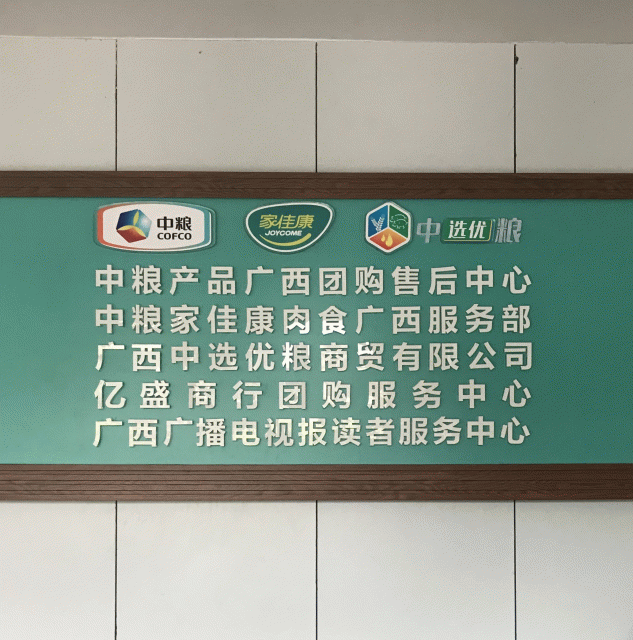 中粮 COFCO 家佳康 JOYCOME 中选优粮
中粮产品广西团购售后中心
中粮家佳康肉食广西服务部
广西中选优粮商贸有限公司
亿盛商行团购服务中心
广西广播电视报读者服务中心